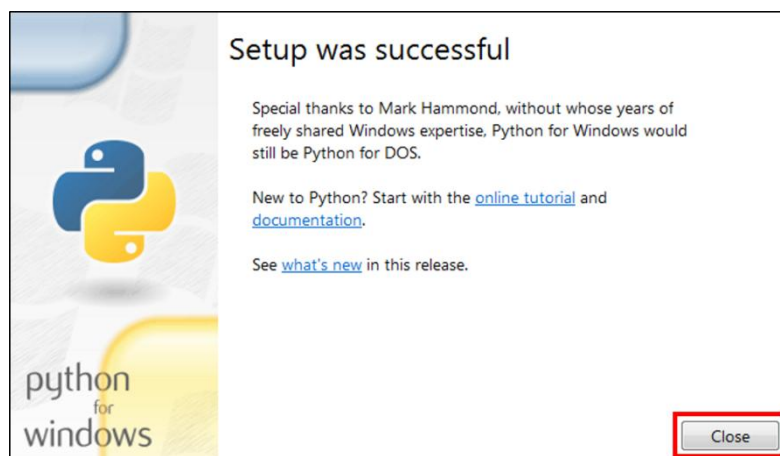 Setup was successful
Special thanks to Mark Hammond, without whose years of
freely shared Windows expertise, Python for Windows would
still be Python for DOS.
New to Python? Start with the online tutorial and
documentation.
See what's new in this release.
python
for
windows
Close